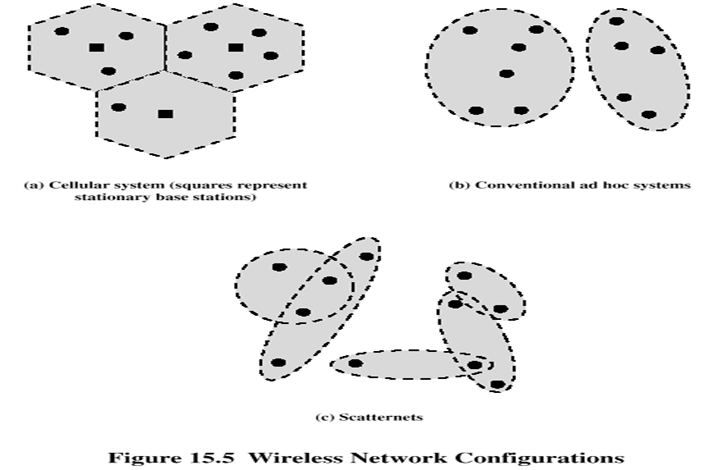 (a) Cellular system (squares represent
stationary base stations)
(b) Conventional ad hoc systems
(c) Scatternets
Figure 15.5 Wireless Network Configurations